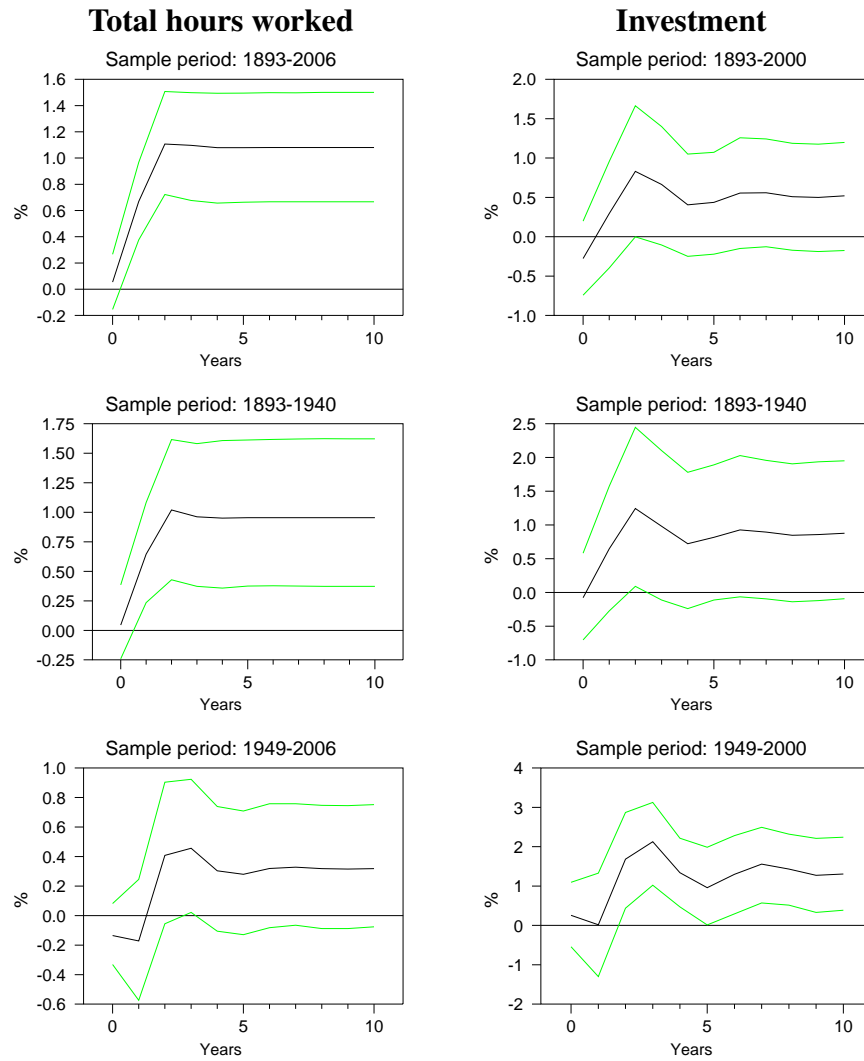 Total hours worked
Investment
Sample period: 1893-2006
1.6
1.4
1.2
1.0
0.8
0.6
0.4
0.2
0.0
-0.2
%
0 5 10
Years
Sample period: 1893-2000
2.0
1.5
1.0
0.5
0.0
-0.5
-1.0
%
0 5 10
Years
Sample period: 1893-1940
1.75
1.50
1.25
1.00
0.75
0.50
0.25
0.00
-0.25
%
0 5 10
Years
Sample period: 1893-1940
2.5
2.0
1.5
1.0
0.5
0.0
-0.5
-1.0
%
0 5 10
Years
Sample period: 1949-2006
1.0
0.8
0.6
0.4
0.2
0.0
-0.2
-0.4
-0.6
%
0 5 10
Years
Sample period: 1949-2000
4
3
2
1
0
-1
-2
%
0 5 10
Years